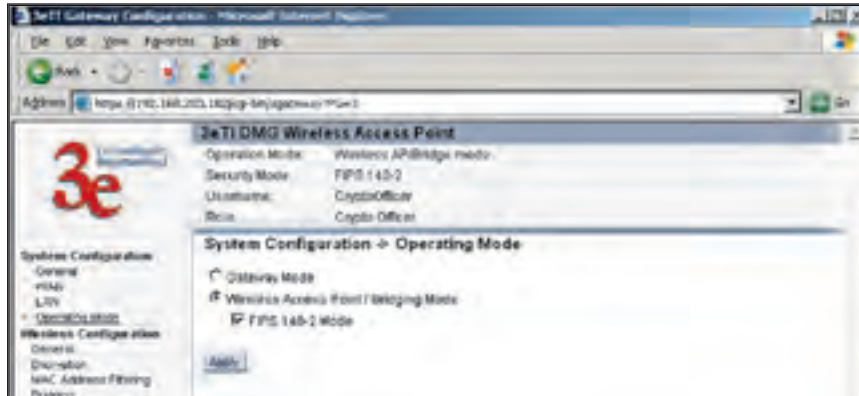 3eTI Gateway Configuration - Microsoft Internet Explorer
File Edit View Favorites Tools Help
Back
Address
Go
3e
3eTI DMG Wireless Access Point
Operation Mode: Wireless AP/Bridge mode
Security Mode: FIPS 140-2
Username: CryptoOfficer
Role: Crypto Officer
System Configuration -> Operating Mode
Gateway Mode
Wireless Access Point / Bridging Mode
FIPS 140-2 Mode
Apply
System Configuration
General
WAN
LAN
Operating Mode
Wireless Configuration
General
Encryption
MAC Address Filtering